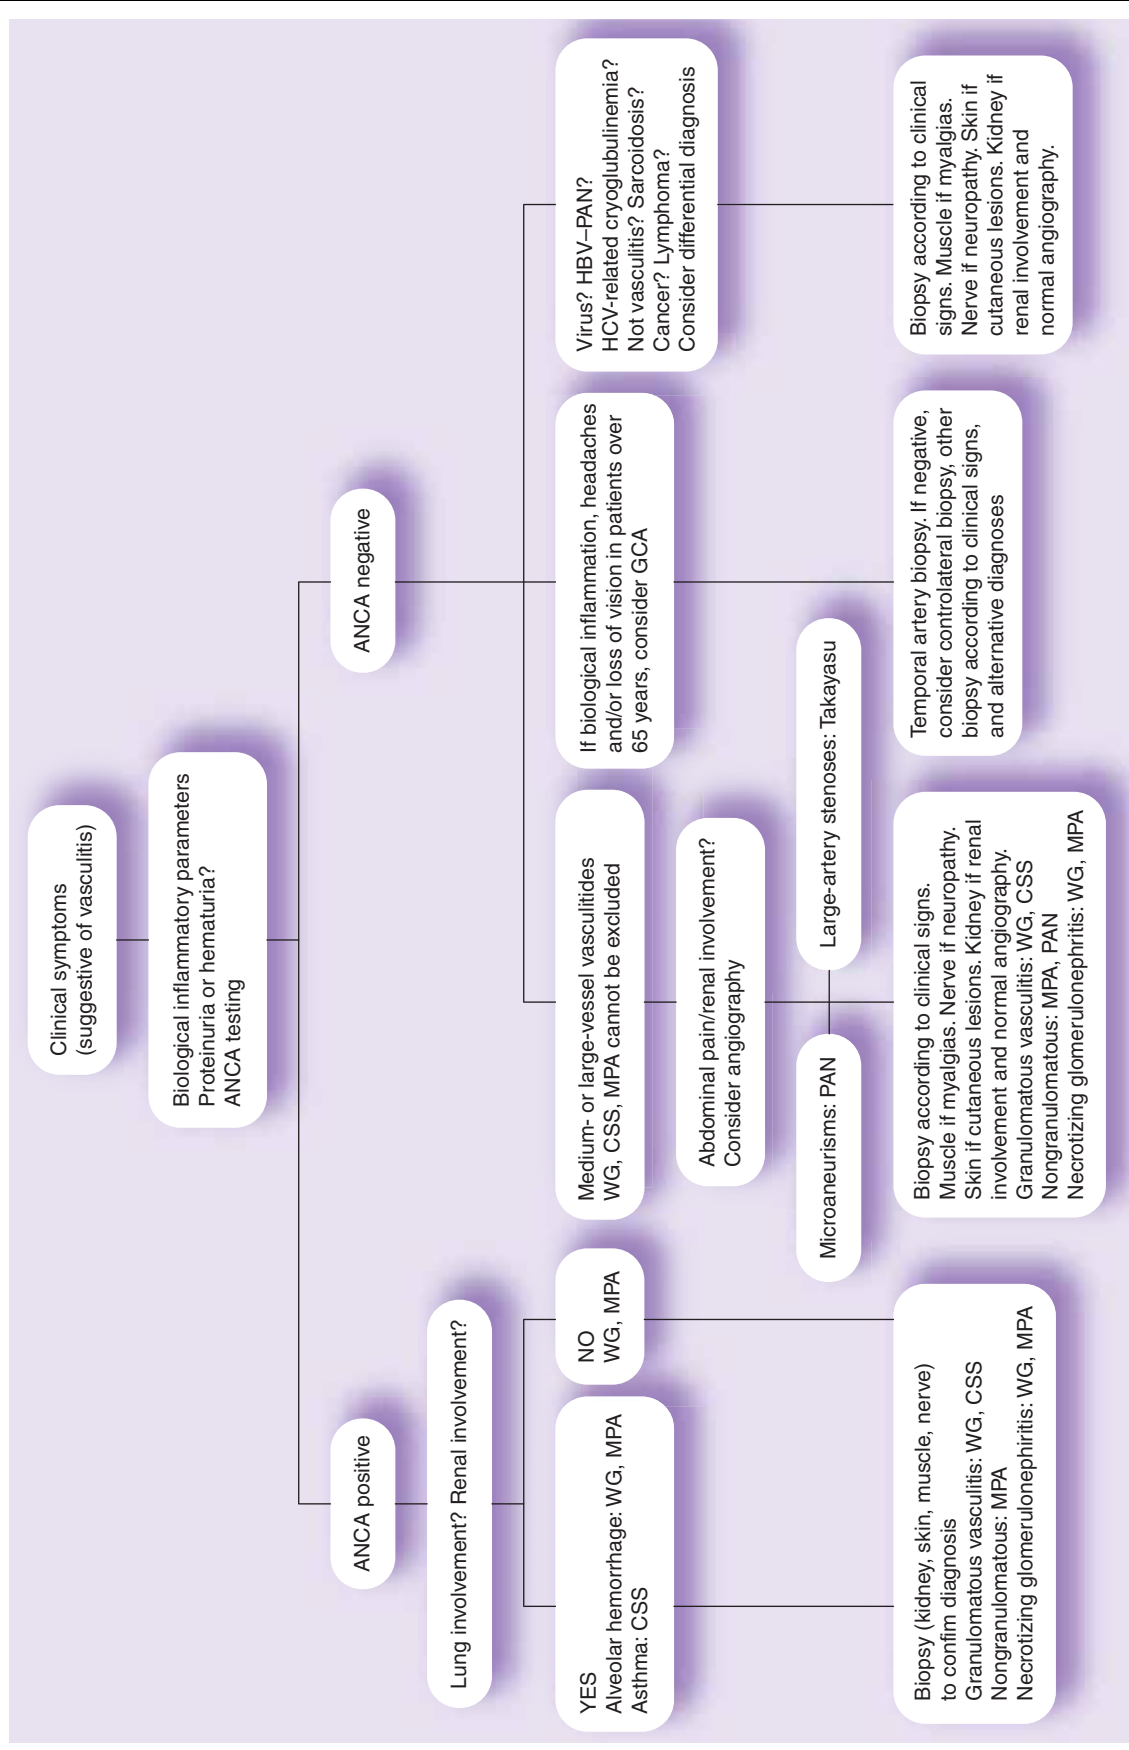 Clinical symptoms
(suggestive of vasculitis)
Biological inflammatory parameters
Proteinuria or hematuria?
ANCA testing
ANCA positive
ANCA negative
Lung involvement? Renal involvement?
YES
Alveolar hemorrhage: WG, MPA
Asthma: CSS
NO
WG, MPA
Medium- or large-vessel vasculitides
WG, CSS, MPA cannot be excluded
If biological inflammation, headaches
and/or loss of vision in patients over
65 years, consider GCA
Virus? HBV–PAN?
HCV-related cryoglubulinemia?
Not vasculitis? Sarcoidosis?
Cancer? Lymphoma?
Consider differential diagnosis
Abdominal pain/renal involvement?
Consider angiography
Microaneurisms: PAN
Large-artery stenoses: Takayasu
Biopsy (kidney, skin, muscle, nerve)
to confim diagnosis
Granulomatous vasculitis: WG, CSS
Nongranulomatous: MPA
Necrotizing glomerulonephiritis: WG, MPA
Biopsy according to clinical signs.
Muscle if myalgias. Nerve if neuropathy.
Skin if cutaneous lesions. Kidney if renal
involvement and normal angiography.
Granulomatous vasculitis: WG, CSS
Nongranulomatous: MPA, PAN
Necrotizing glomerulonephritis: WG, MPA
Temporal artery biopsy. If negative,
consider controlateral biopsy, other
biopsy according to clinical signs,
and alternative diagnoses
Biopsy according to clinical
signs. Muscle if myalgias.
Nerve if neuropathy. Skin if
cutaneous lesions. Kidney if
renal involvement and
normal angiography.